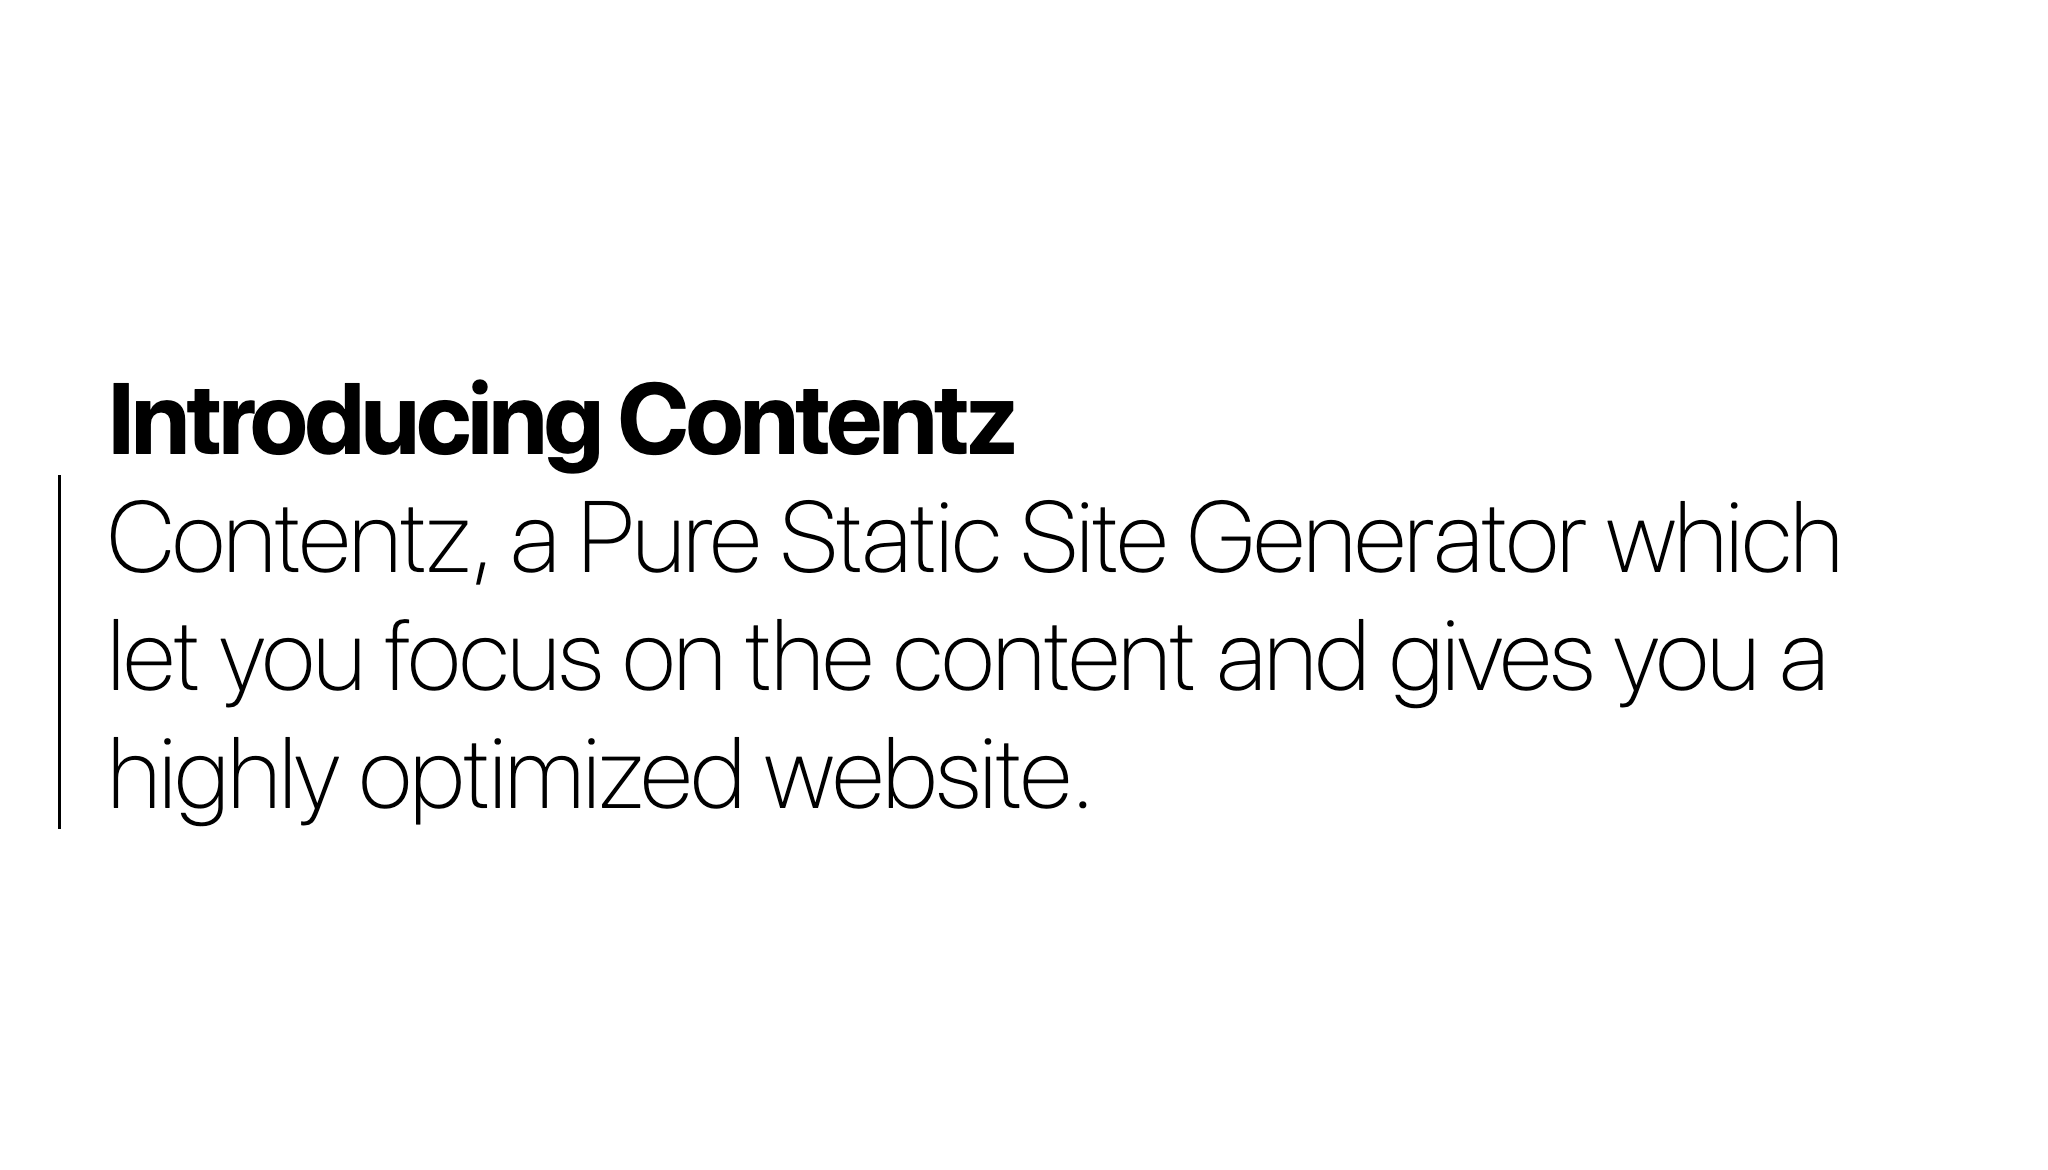 Introducing Contentz
Contentz, a Pure Static Site Generator which
let you focus on the content and gives you a
highly optimized website.